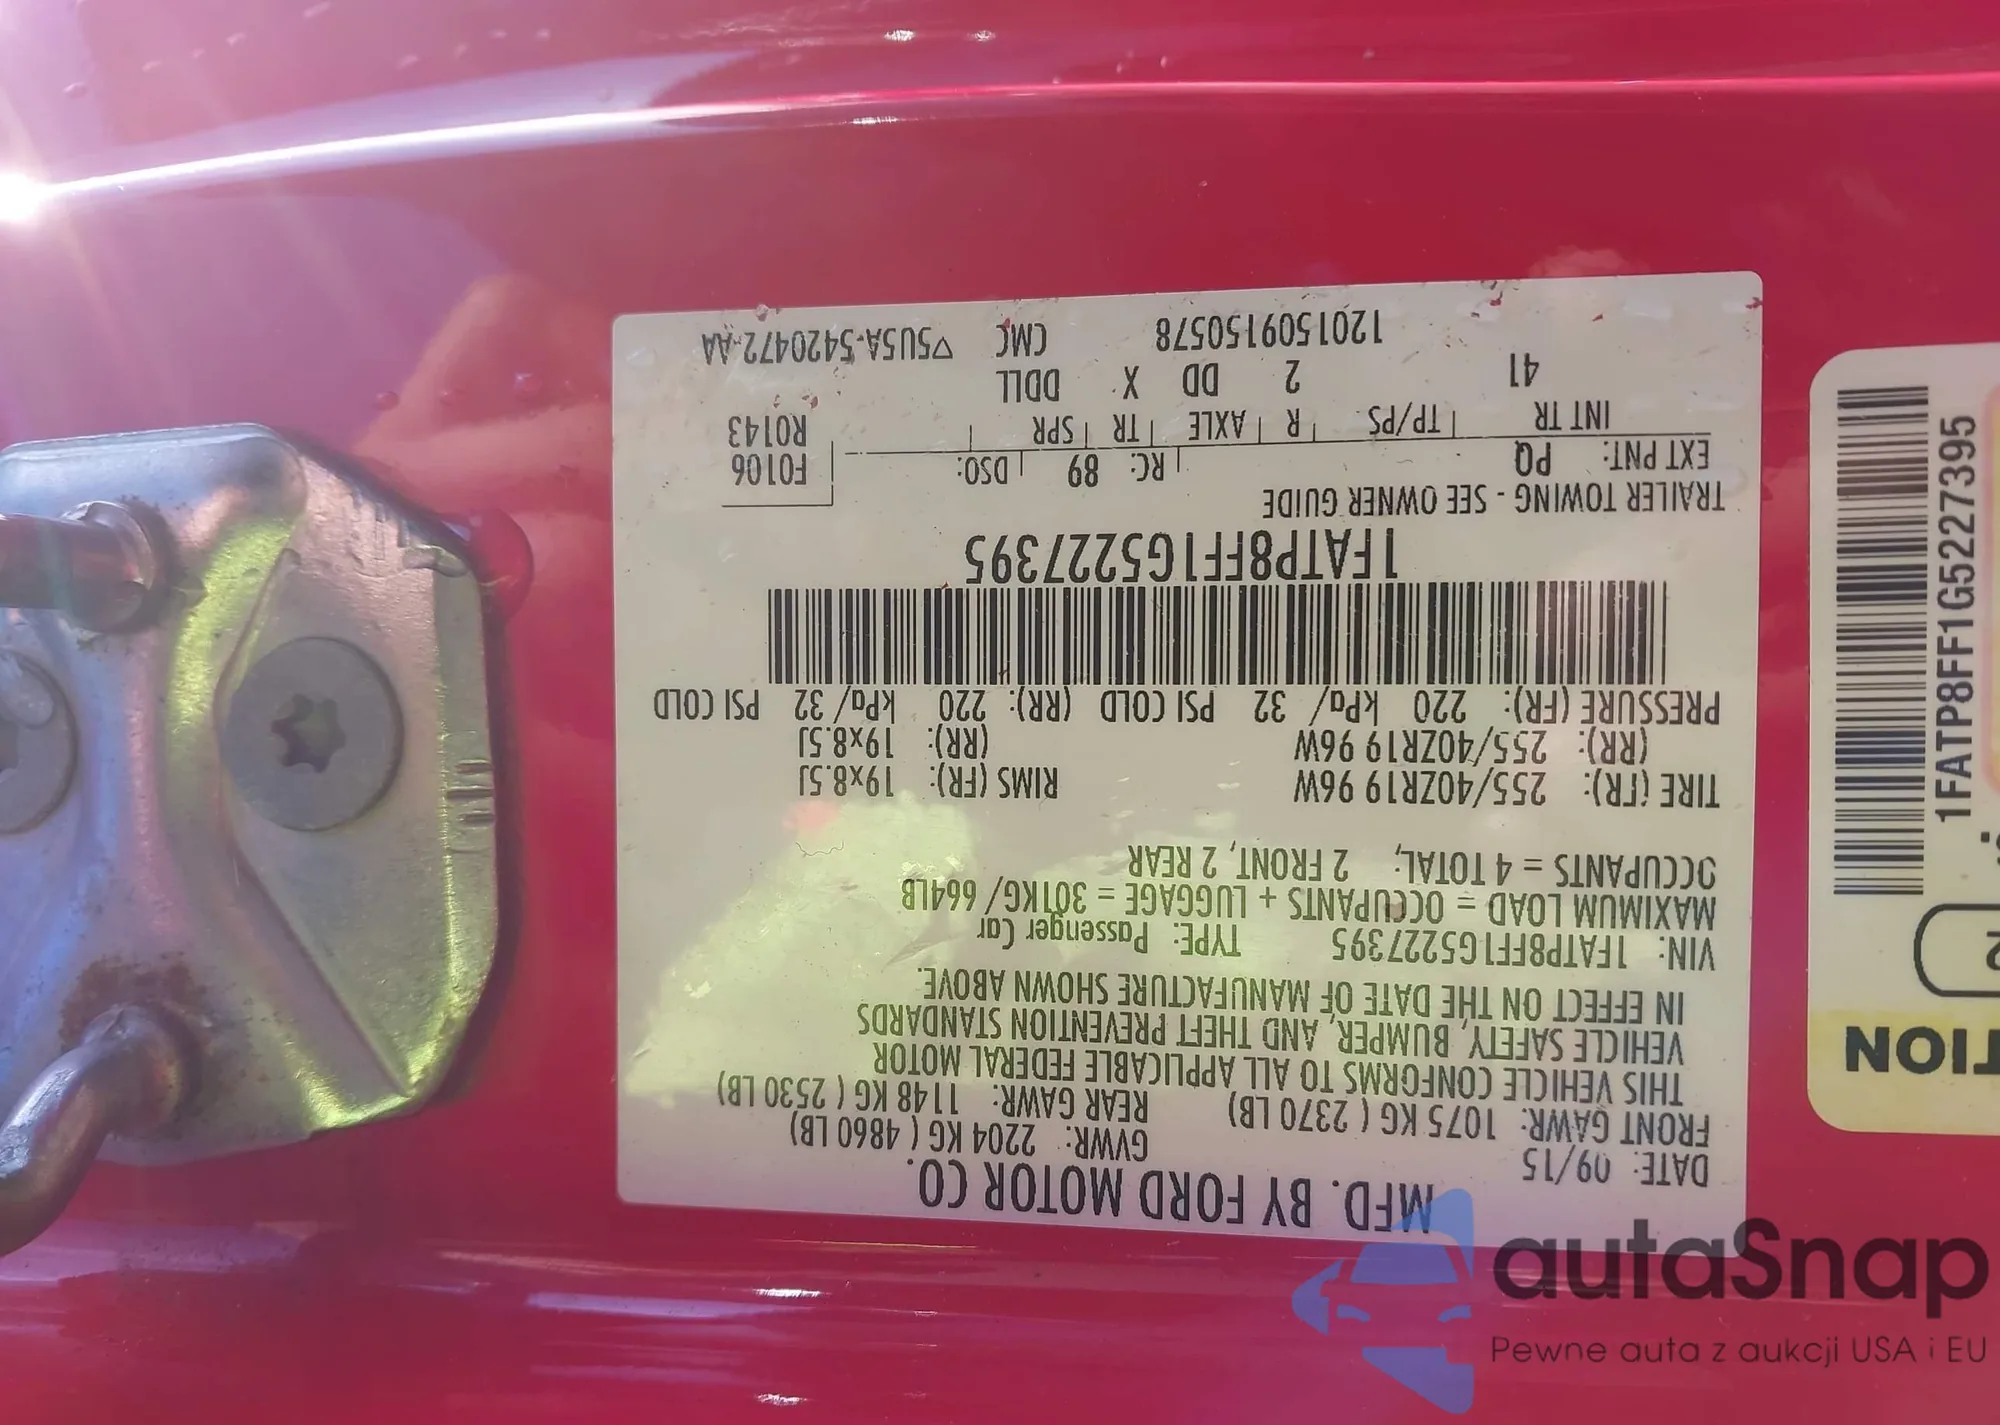 MFD. BY FORD MOTOR CO.
DATE: 09/15 GVWR: 2204 KG ( 4860 LB)
FRONT GAWR: 1075 KG ( 2370 LB) REAR GAWR: 1148 KG ( 2530 LB)
THIS VEHICLE CONFORMS TO ALL APPLICABLE FEDERAL MOTOR
VEHICLE SAFETY, BUMPER, AND THEFT PREVENTION STANDARDS
IN EFFECT ON THE DATE OF MANUFACTURE SHOWN ABOVE.
VIN: 1FATP8FF1G5227395 TYPE: Passenger Car
MAXIMUM LOAD = OCCUPANTS + LUGGAGE = 301KG/ 664LB
OCCUPANTS = 4 TOTAL, 2 FRONT, 2 REAR
TIRE (FR): 255/40ZR19 96W RIMS (FR): 19x8.5J
(RR): 255/40ZR19 96W (RR): 19x8.5J
PRESSURE (FR): 220 kPa/ 32 PSI COLD (RR): 220 kPa/ 32 PSI COLD
1FATP8FF1G5227395
TRAILER TOWING - SEE OWNER GUIDE
F0106
R0143
EXT PNT: PQ RC: 89 DSO:
INT TR TP/PS R AXLE TR SPR
41 2 DD X DDLL
1201509150578 CMC ▽5U5A-5420472-AA
1FATP8FF1G5227395
autaSnap
Pewne auta z aukcji USA i EU